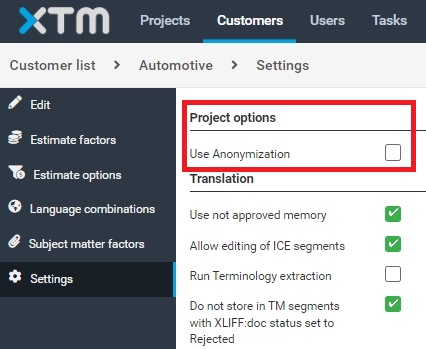 XTM Projects Customers Users Tasks
Customer list > Automotive > Settings
Edit
Estimate factors
Estimate options
Language combinations
Subject matter factors
Settings
Project options
Use Anonymization
Translation
Use not approved memory
Allow editing of ICE segments
Run Terminology extraction
Do not store in TM segments
with XLIFF:doc status set to
Rejected